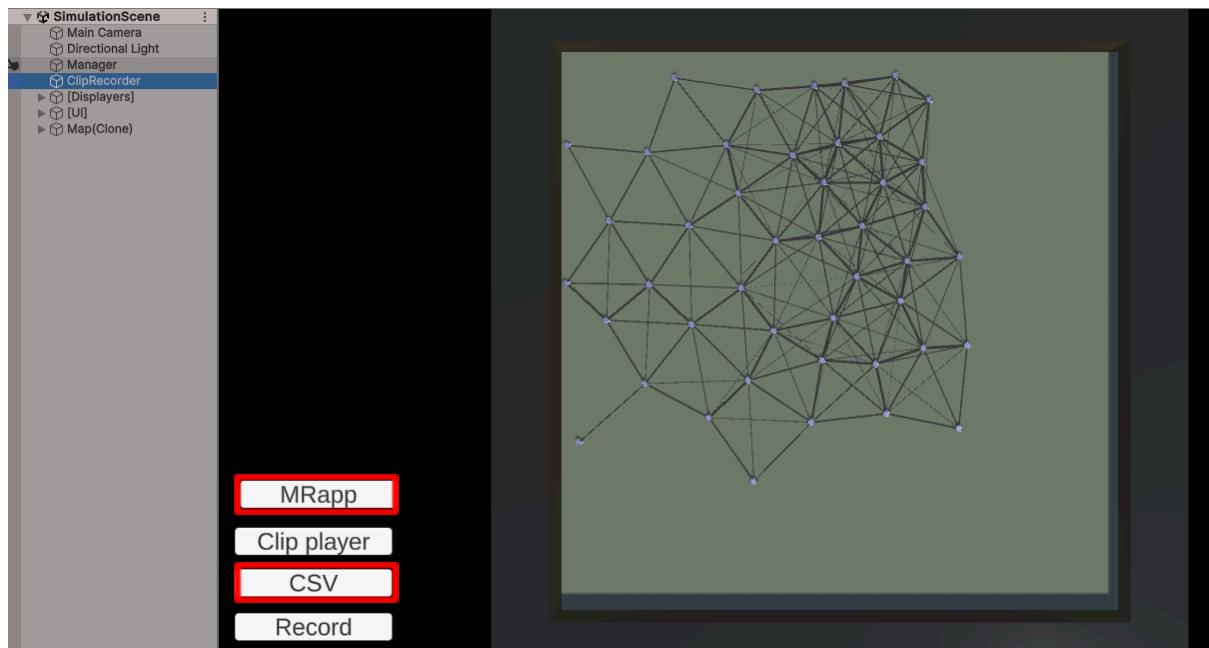 SimulationScene
Main Camera
Directional Light
Manager
ClipRecorder
[Displayers]
[UI]
Map(Clone)
MRapp
Clip player
CSV
Record